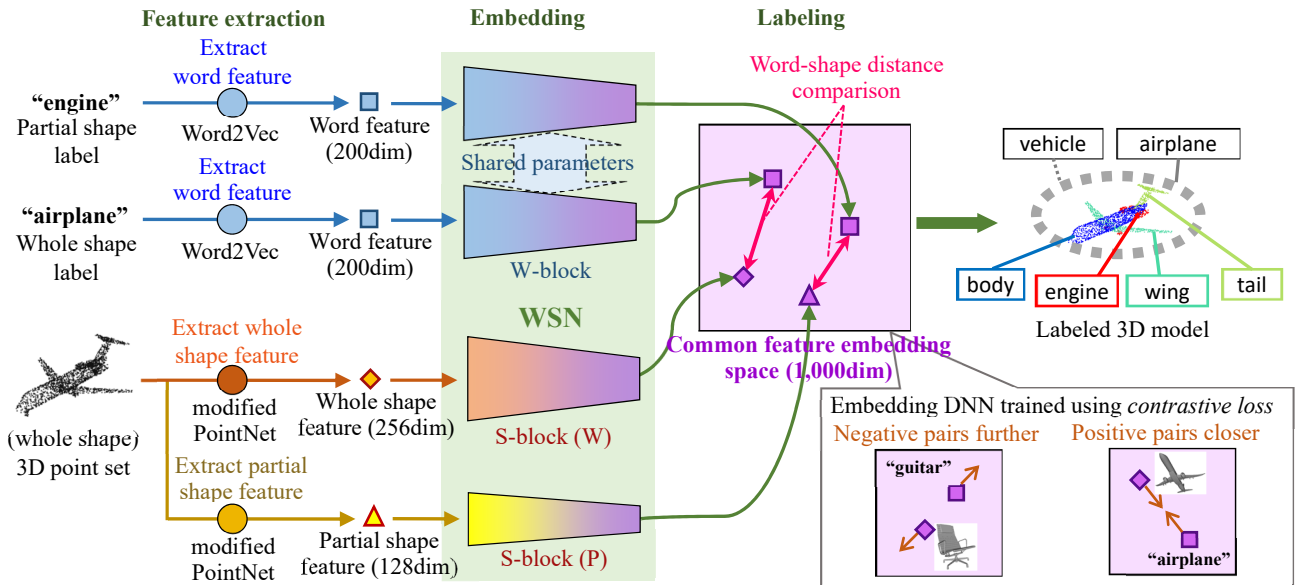 Feature extraction
Embedding
Labeling
Extract
word feature
“engine”
Partial shape
label
Word2Vec
Word feature
(200dim)
Shared parameters
Extract
word feature
“airplane”
Whole shape
label
Word2Vec
Word feature
(200dim)
W-block
WSN
Extract whole
shape feature
modified
PointNet
Whole shape
feature (256dim)
S-block (W)
(whole shape)
3D point set
Extract partial
shape feature
modified
PointNet
Partial shape
feature (128dim)
S-block (P)
Word-shape distance
comparison
Common feature embedding
space (1,000dim)
vehicle
airplane
body
engine
wing
tail
Labeled 3D model
Embedding DNN trained using contrastive loss
Negative pairs further
Positive pairs closer
“guitar”
“airplane”